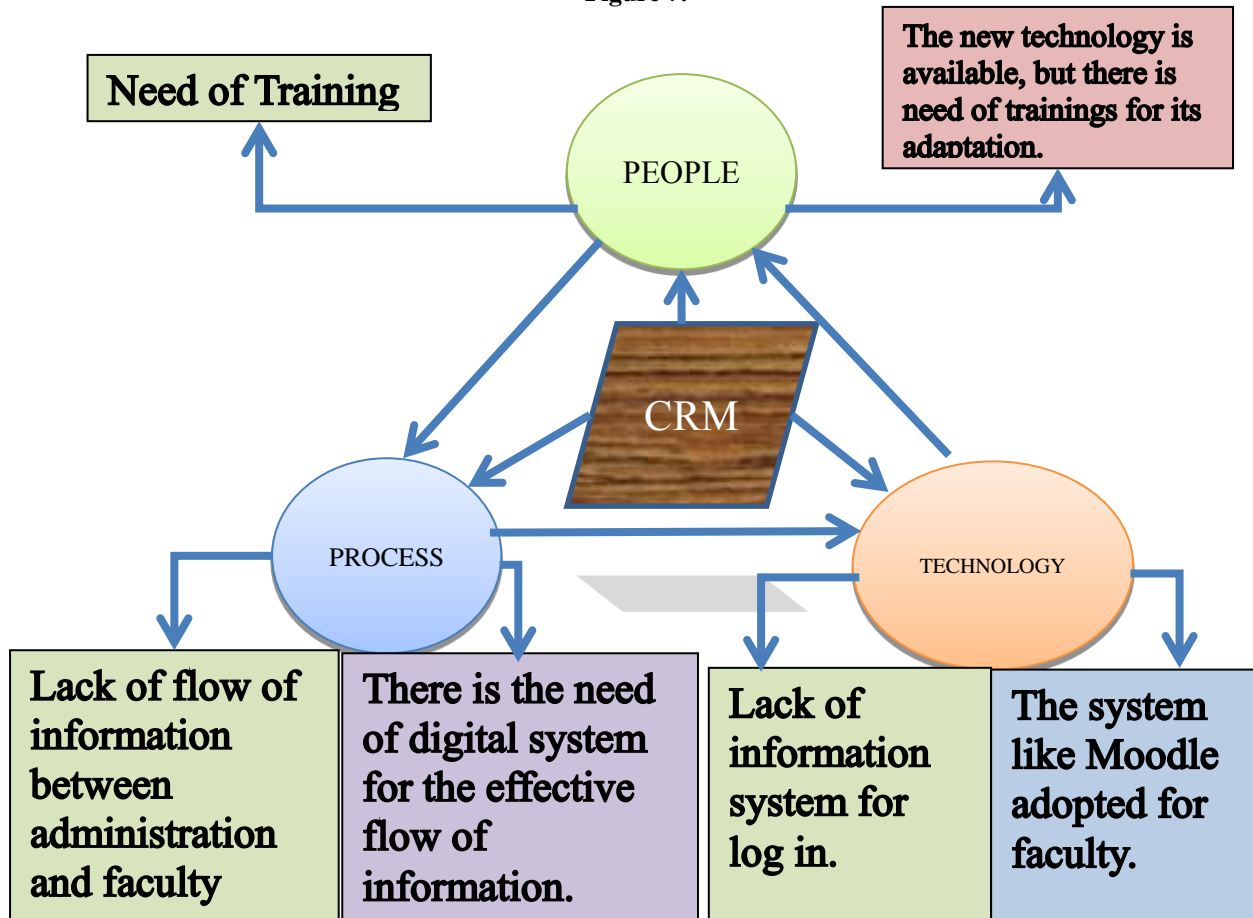 Need of Training
The new technology is
available, but there is
need of trainings for its
adaptation.
PEOPLE
CRM
PROCESS
TECHNOLOGY
Lack of flow of
information
between
administration
and faculty
There is the need
of digital system
for the effective
flow of
information.
Lack of
information
system for
log in.
The system
like Moodle
adopted for
faculty.